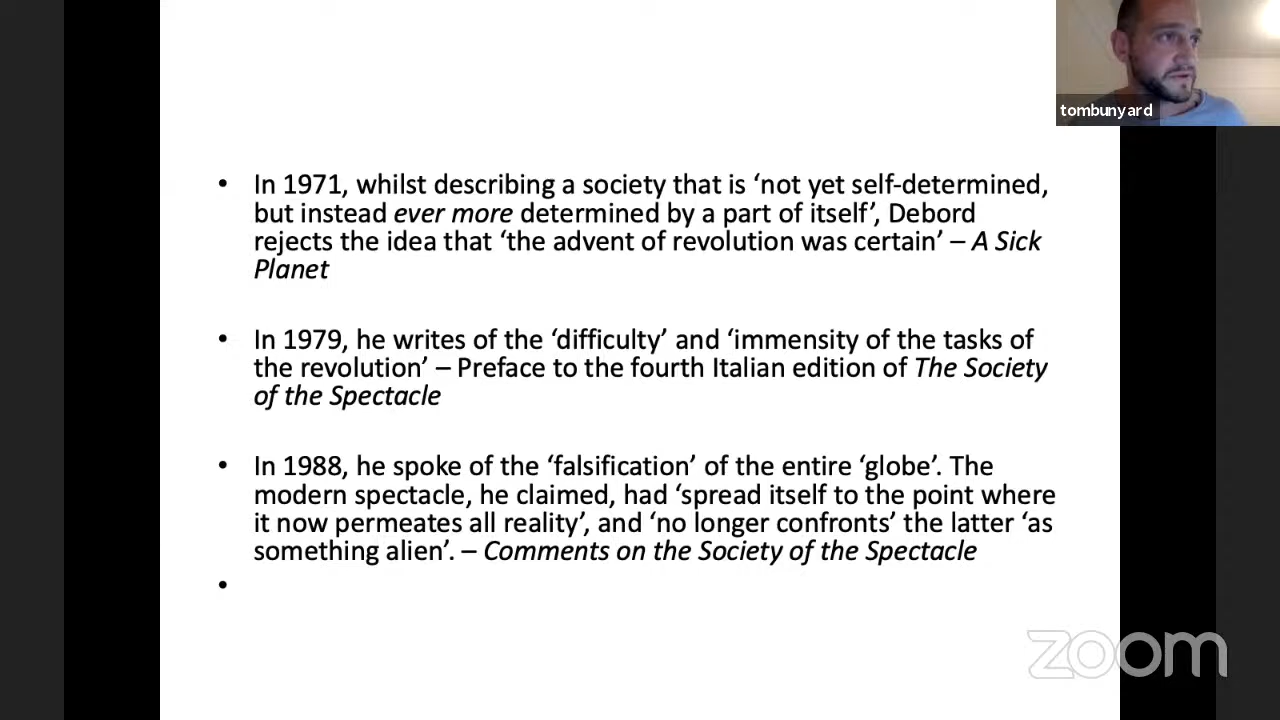 tombunyard
• In 1971, whilst describing a society that is ‘not yet self-determined,
but instead ever more determined by a part of itself’, Debord
rejects the idea that ‘the advent of revolution was certain’ – A Sick
Planet
• In 1979, he writes of the ‘difficulty’ and ‘immensity of the tasks of
the revolution’ – Preface to the fourth Italian edition of The Society
of the Spectacle
• In 1988, he spoke of the ‘falsification’ of the entire ‘globe’. The
modern spectacle, he claimed, had ‘spread itself to the point where
it now permeates all reality’, and ‘no longer confronts’ the latter ‘as
something alien’. – Comments on the Society of the Spectacle
•
zoom